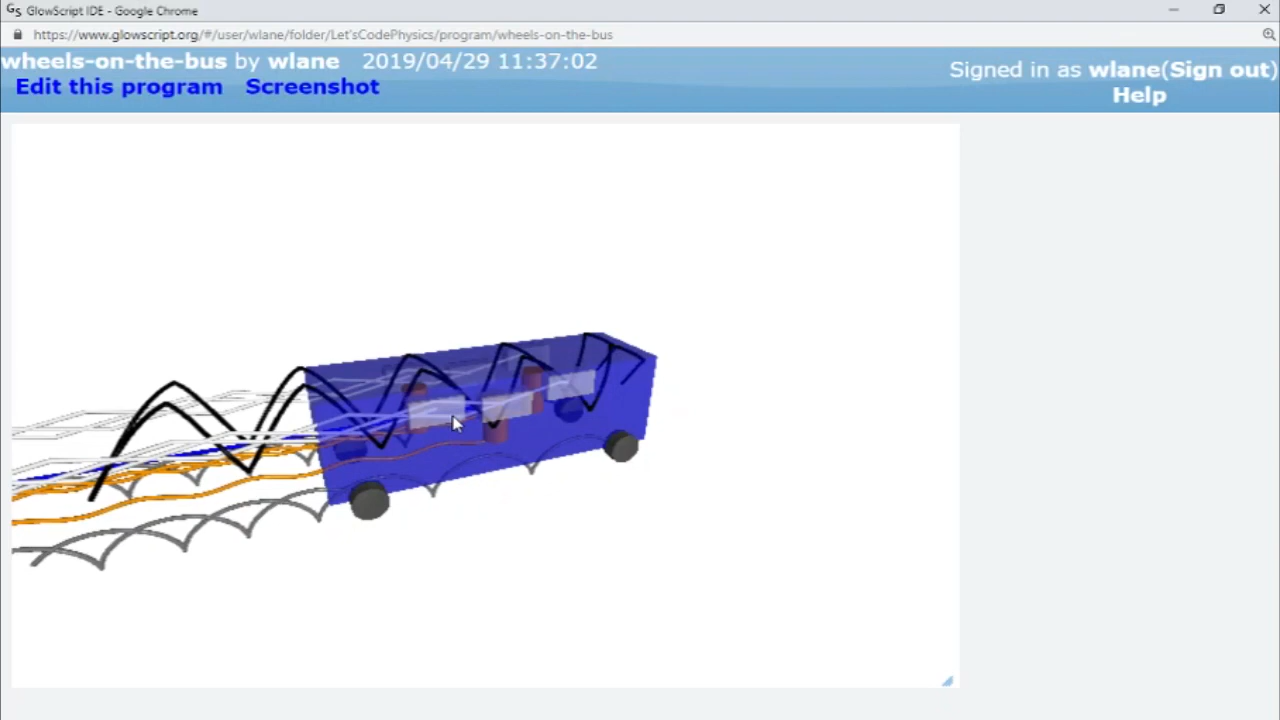 GlowScript IDE - Google Chrome
https://www.glowscript.org/#/user/wlane/folder/Let'sCodePhysics/program/wheels-on-the-bus
wheels-on-the-bus by wlane 2019/04/29 11:37:02
Signed in as wlane(Sign out)
Edit this program Screenshot
Help